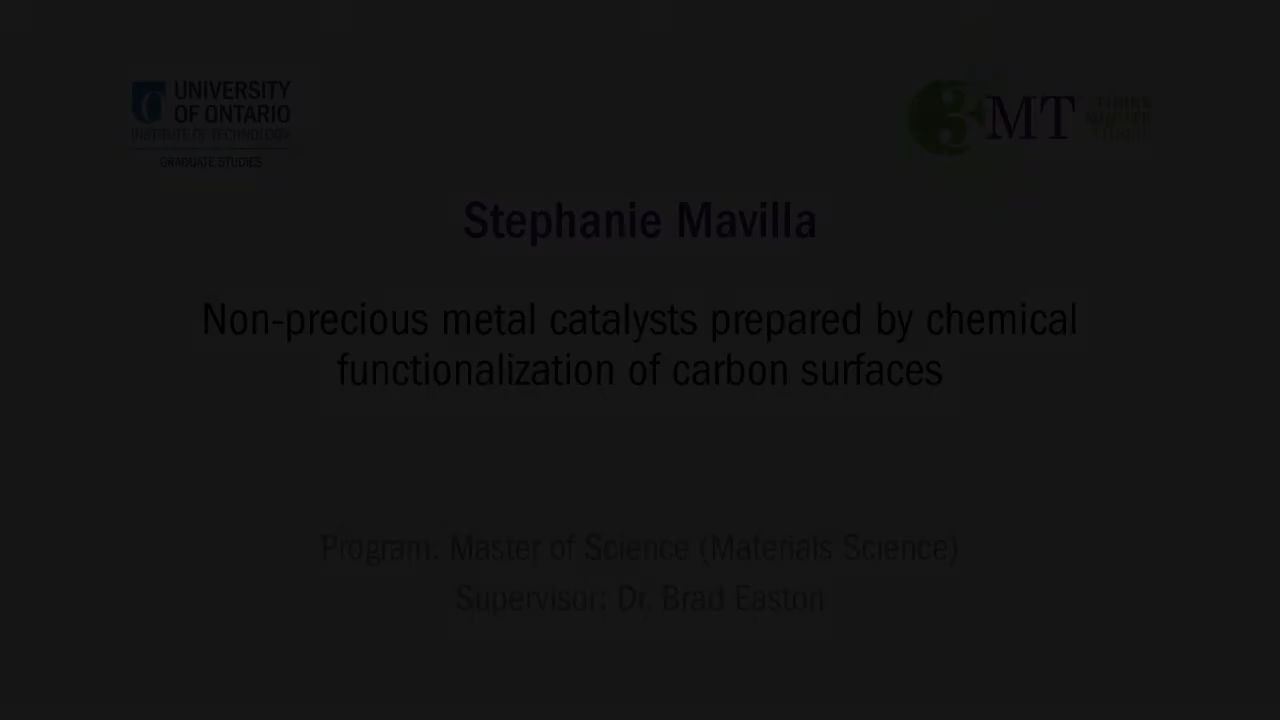 UNIVERSITY
OF ONTARIO
INSTITUTE OF TECHNOLOGY
GRADUATE STUDIES
3MT
Stephanie Mavilla
Non-precious metal catalysts prepared by chemical
functionalization of carbon surfaces
Program: Master of Science (Materials Science)
Supervisor: Dr. Brad Easton